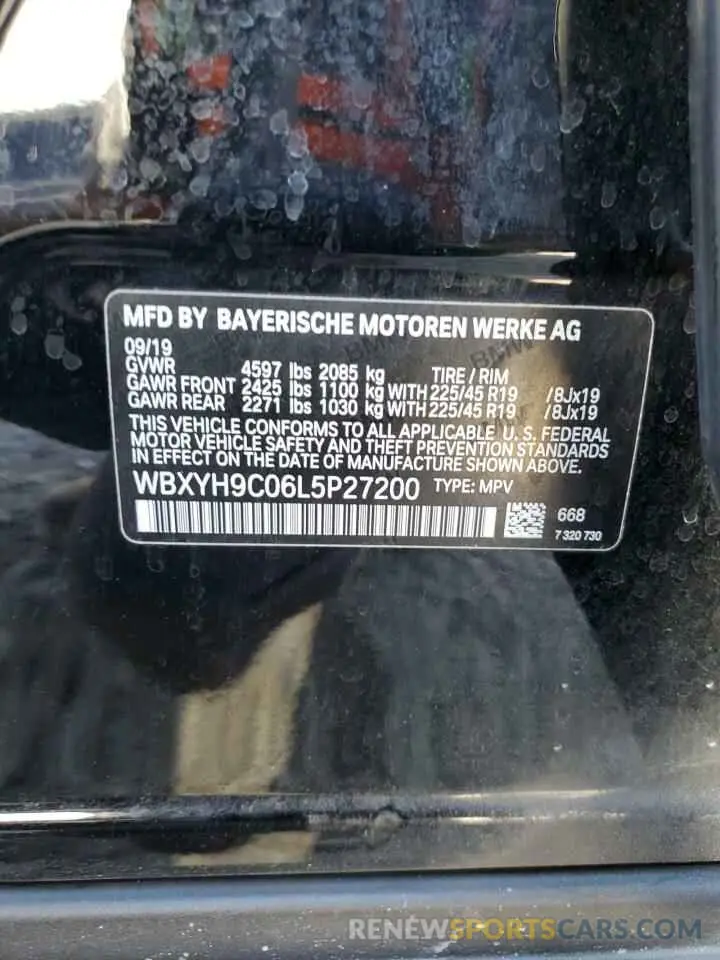 MFD BY BAYERISCHE MOTOREN WERKE AG
09/19
GVWR 4597 lbs 2085 kg TIRE / RIM
GAWR FRONT 2425 lbs 1100 kg WITH 225/45 R19 /8Jx19
GAWR REAR 2271 lbs 1030 kg WITH 225/45 R19 /8Jx19
THIS VEHICLE CONFORMS TO ALL APPLICABLE U. S. FEDERAL
MOTOR VEHICLE SAFETY AND THEFT PREVENTION STANDARDS
IN EFFECT ON THE DATE OF MANUFACTURE SHOWN ABOVE.
WBXYH9C06L5P27200 TYPE: MPV
668
7 320 730
RENEWSPORTSCARS.COM